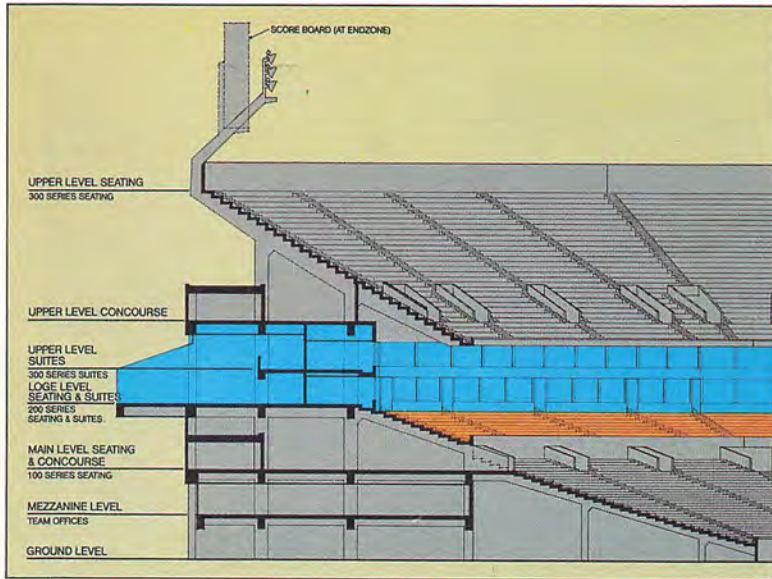 SCORE BOARD (AT ENDZONE)
UPPER LEVEL SEATING
300 SERIES SEATING
UPPER LEVEL CONCOURSE
UPPER LEVEL
SUITES
300 SERIES SUITES
LOGE LEVEL
SEATING & SUITES
200 SERIES
SEATING & SUITES.
MAIN LEVEL SEATING
& CONCOURSE
100 SERIES SEATING
MEZZANINE LEVEL
TEAM OFFICES
GROUND LEVEL